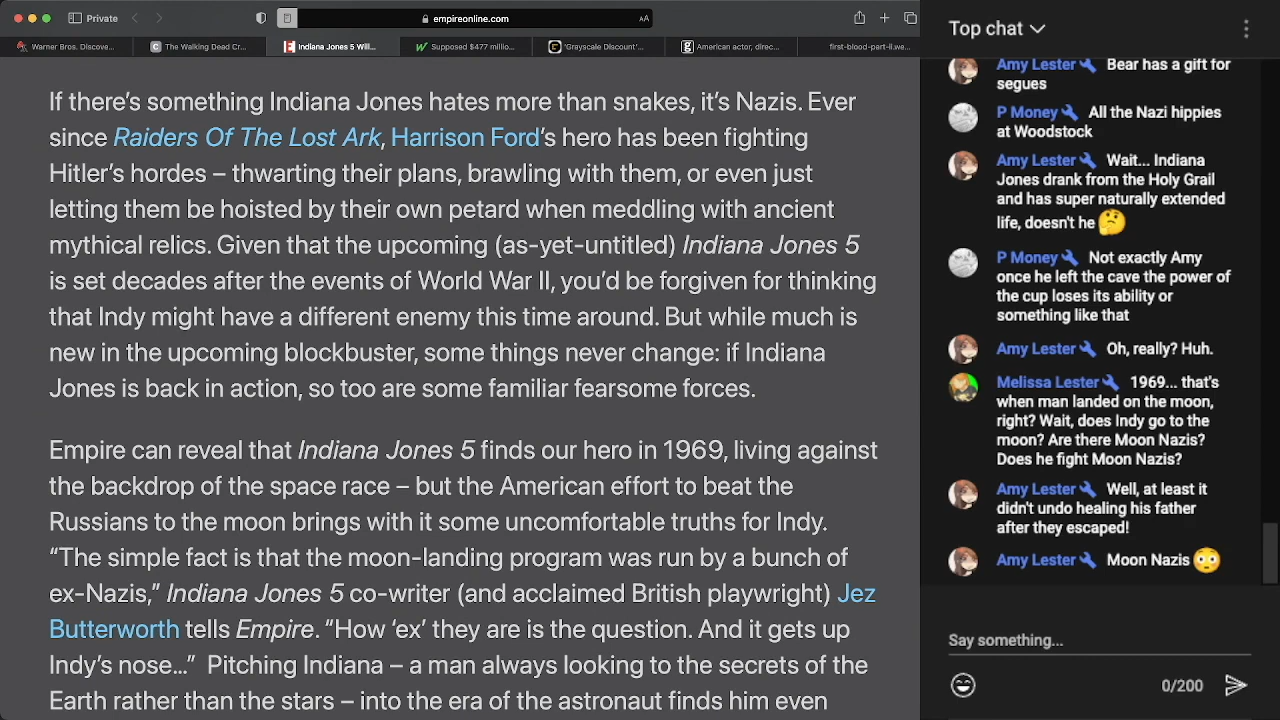 Private
empireonline.com
AA
Warner Bros. Discove...
The Walking Dead Cr...
Indiana Jones 5 Will...
Supposed $477 millio...
'Grayscale Discount'...
American actor, direc...
first-blood-part-II.we...
If there's something Indiana Jones hates more than snakes, it's Nazis. Ever
since Raiders Of The Lost Ark, Harrison Ford's hero has been fighting
Hitler's hordes – thwarting their plans, brawling with them, or even just
letting them be hoisted by their own petard when meddling with ancient
mythical relics. Given that the upcoming (as-yet-untitled) Indiana Jones 5
is set decades after the events of World War II, you'd be forgiven for thinking
that Indy might have a different enemy this time around. But while much is
new in the upcoming blockbuster, some things never change: if Indiana
Jones is back in action, so too are some familiar fearsome forces.
Empire can reveal that Indiana Jones 5 finds our hero in 1969, living against
the backdrop of the space race – but the American effort to beat the
Russians to the moon brings with it some uncomfortable truths for Indy.
“The simple fact is that the moon-landing program was run by a bunch of
ex-Nazis,” Indiana Jones 5 co-writer (and acclaimed British playwright) Jez
Butterworth tells Empire. “How ‘ex’ they are is the question. And it gets up
Indy's nose…” Pitching Indiana – a man always looking to the secrets of the
Earth rather than the stars – into the era of the astronaut finds him even
Top chat
Amy Lester Bear has a gift for
segues
P Money All the Nazi hippies
at Woodstock
Amy Lester Wait... Indiana
Jones drank from the Holy Grail
and has super naturally extended
life, doesn't he 🤔
P Money Not exactly Amy
once he left the cave the power of
the cup loses its ability or
something like that
Amy Lester Oh, really? Huh.
Melissa Lester 1969... that's
when man landed on the moon,
right? Wait, does Indy go to the
moon? Are there Moon Nazis?
Does he fight Moon Nazis?
Amy Lester Well, at least it
didn't undo healing his father
after they escaped!
Amy Lester Moon Nazis 😳
Say something...
0/200